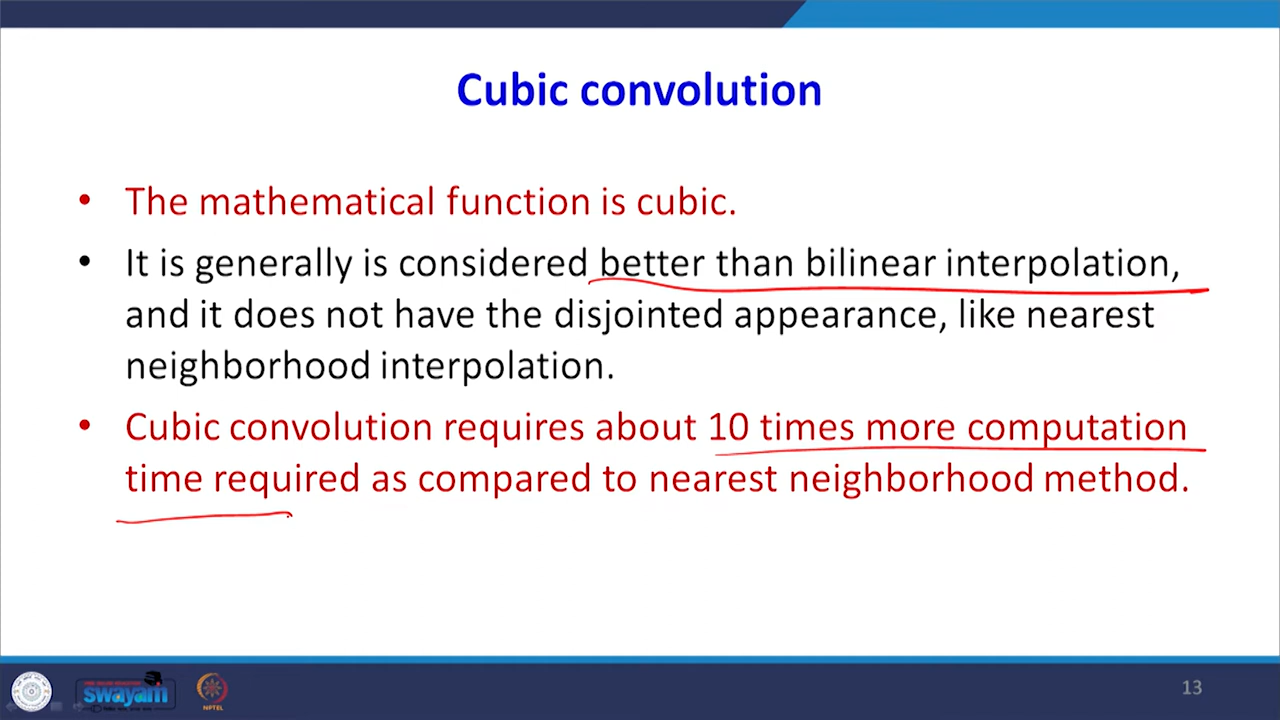 Cubic convolution
• The mathematical function is cubic.
• It is generally is considered better than bilinear interpolation,
and it does not have the disjointed appearance, like nearest
neighborhood interpolation.
• Cubic convolution requires about 10 times more computation
time required as compared to nearest neighborhood method.
swayam
NPTEL
13